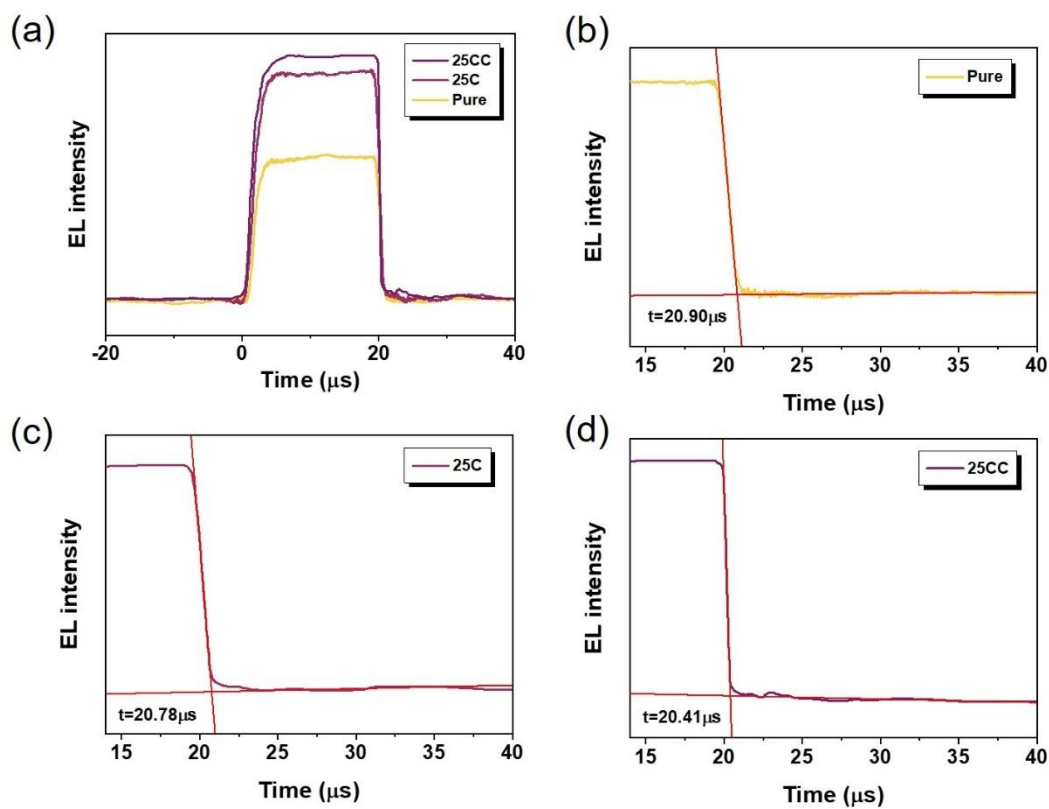 (a)
EL intensity
25CC
25C
Pure
-20 0 20 40
Time (μs)
(b)
EL intensity
Pure
t=20.90μs
15 20 25 30 35 40
Time (μs)
(c)
EL intensity
25C
t=20.78μs
15 20 25 30 35 40
Time (μs)
(d)
EL intensity
25CC
t=20.41μs
15 20 25 30 35 40
Time (μs)